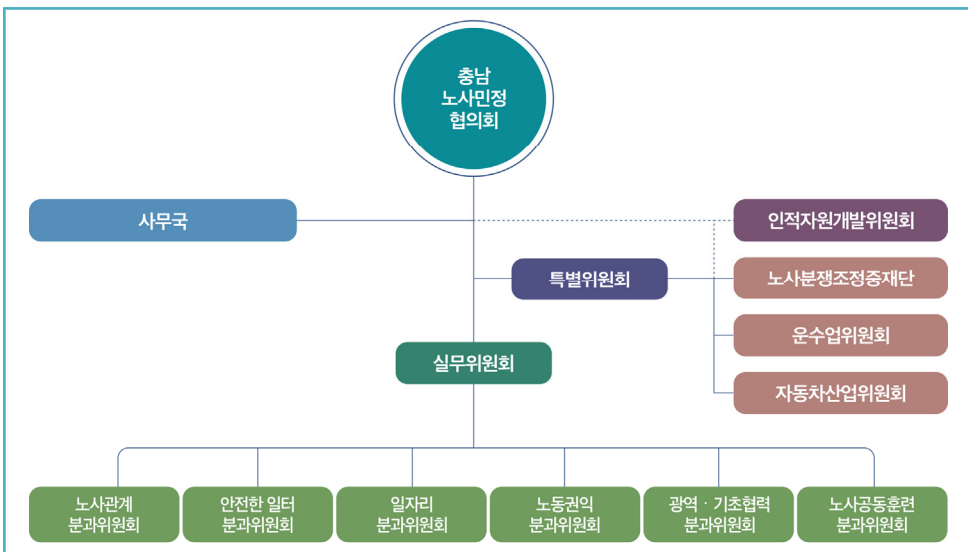 충남
노사민정
협의회
사무국
인적자원개발위원회
특별위원회
노사분쟁조정중재단
운수업위원회
실무위원회
자동차산업위원회
노사관계
분과위원회
안전한 일터
분과위원회
일자리
분과위원회
노동권익
분과위원회
광역 · 기초협력
분과위원회
노사공동훈련
분과위원회